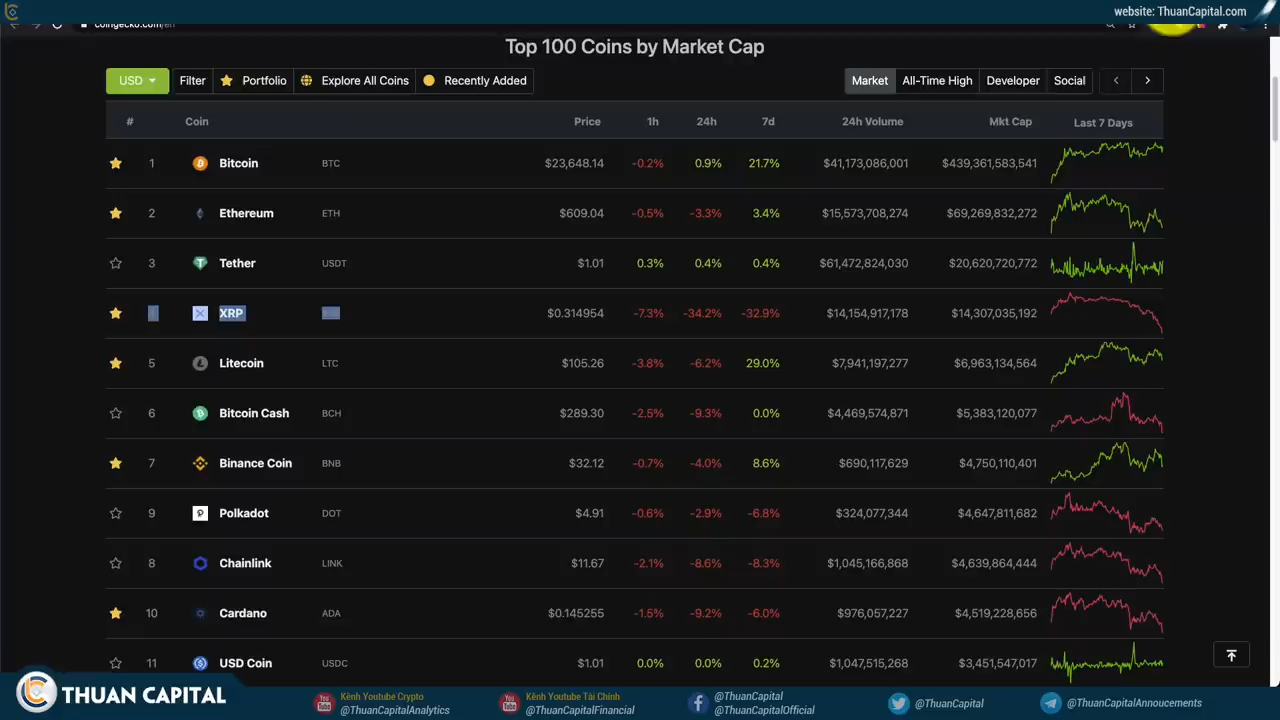 website: ThuanCapital.com
coingecko.com/en
Top 100 Coins by Market Cap
USD Filter Portfolio Explore All Coins Recently Added Market All-Time High Developer Social
# Coin Price 1h 24h 7d 24h Volume Mkt Cap Last 7 Days
1 Bitcoin BTC $23,648.14 -0.2% 0.9% 21.7% $41,173,086,001 $439,361,583,541
2 Ethereum ETH $609.04 -0.5% -3.3% 3.4% $15,573,708,274 $69,269,832,272
3 Tether USDT $1.01 0.3% 0.4% 0.4% $61,472,824,030 $20,620,720,772
XRP $0.314954 -7.3% -34.2% -32.9% $14,154,917,178 $14,307,035,192
5 Litecoin LTC $105.26 -3.8% -6.2% 29.0% $7,941,197,277 $6,963,134,564
6 Bitcoin Cash BCH $289.30 -2.5% -9.3% 0.0% $4,469,574,871 $5,383,120,077
7 Binance Coin BNB $32.12 -0.7% -4.0% 8.6% $690,117,629 $4,750,110,401
9 Polkadot DOT $4.91 -0.6% -2.9% -6.8% $324,077,344 $4,647,811,682
8 Chainlink LINK $11.67 -2.1% -8.6% -8.3% $1,045,166,868 $4,639,864,444
10 Cardano ADA $0.145255 -1.5% -9.2% -6.0% $976,057,227 $4,519,228,656
11 USD Coin USDC $1.01 0.0% 0.0% 0.2% $1,047,515,268 $3,451,547,017
THUAN CAPITAL
Kênh Youtube Crypto
@ThuanCapitalAnalytics
Kênh Youtube Tài Chính
@ThuanCapitalFinancial
@ThuanCapital
@ThuanCapitalOfficial
@ThuanCapital
@ThuanCapitalAnnoucements